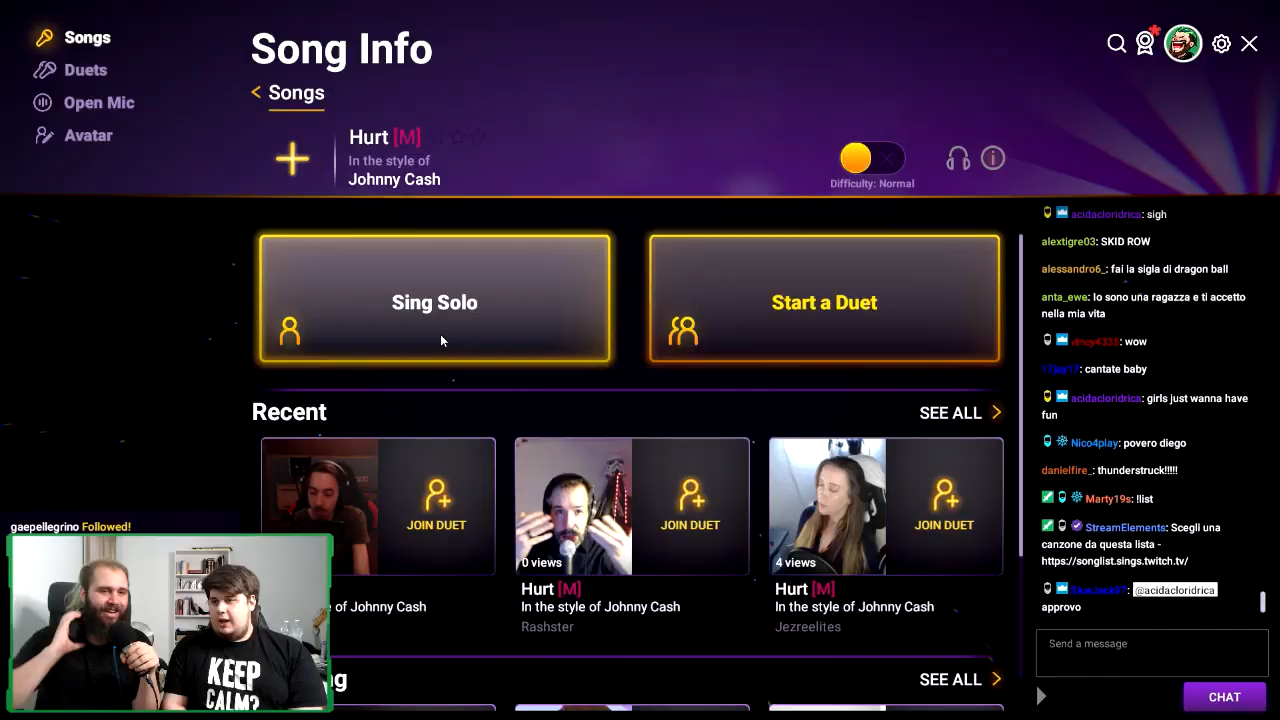 Songs
Duets
Open Mic
Avatar
Song Info
< Songs
Hurt [M]
In the style of
Johnny Cash
Difficulty: Normal
Sing Solo
Start a Duet
Recent
SEE ALL >
JOIN DUET
JOIN DUET
JOIN DUET
0 views
4 views
e of Johnny Cash
Hurt [M]
In the style of Johnny Cash
Rashster
Hurt [M]
In the style of Johnny Cash
Jezreelites
ng
SEE ALL >
gaepellegrino Followed!
KEEP
CALM?
acidacloridrica: sigh
alextigre03: SKID ROW
alessandro6_: fai la sigla di dragon ball
anta_ewe: Io sono una ragazza e ti accetto
nella mia vita
vincy4335: wow
17jay17: cantate baby
acidacloridrica: girls just wanna have
fun
Nico4play: povero diego
danielfire_: thunderstruck!!!!!
Marty19s: !list
StreamElements: Scegli una
canzone da questa lista -
https://songlist.sings.twitch.tv/
@acidacloridrica
approvo
Send a message
CHAT